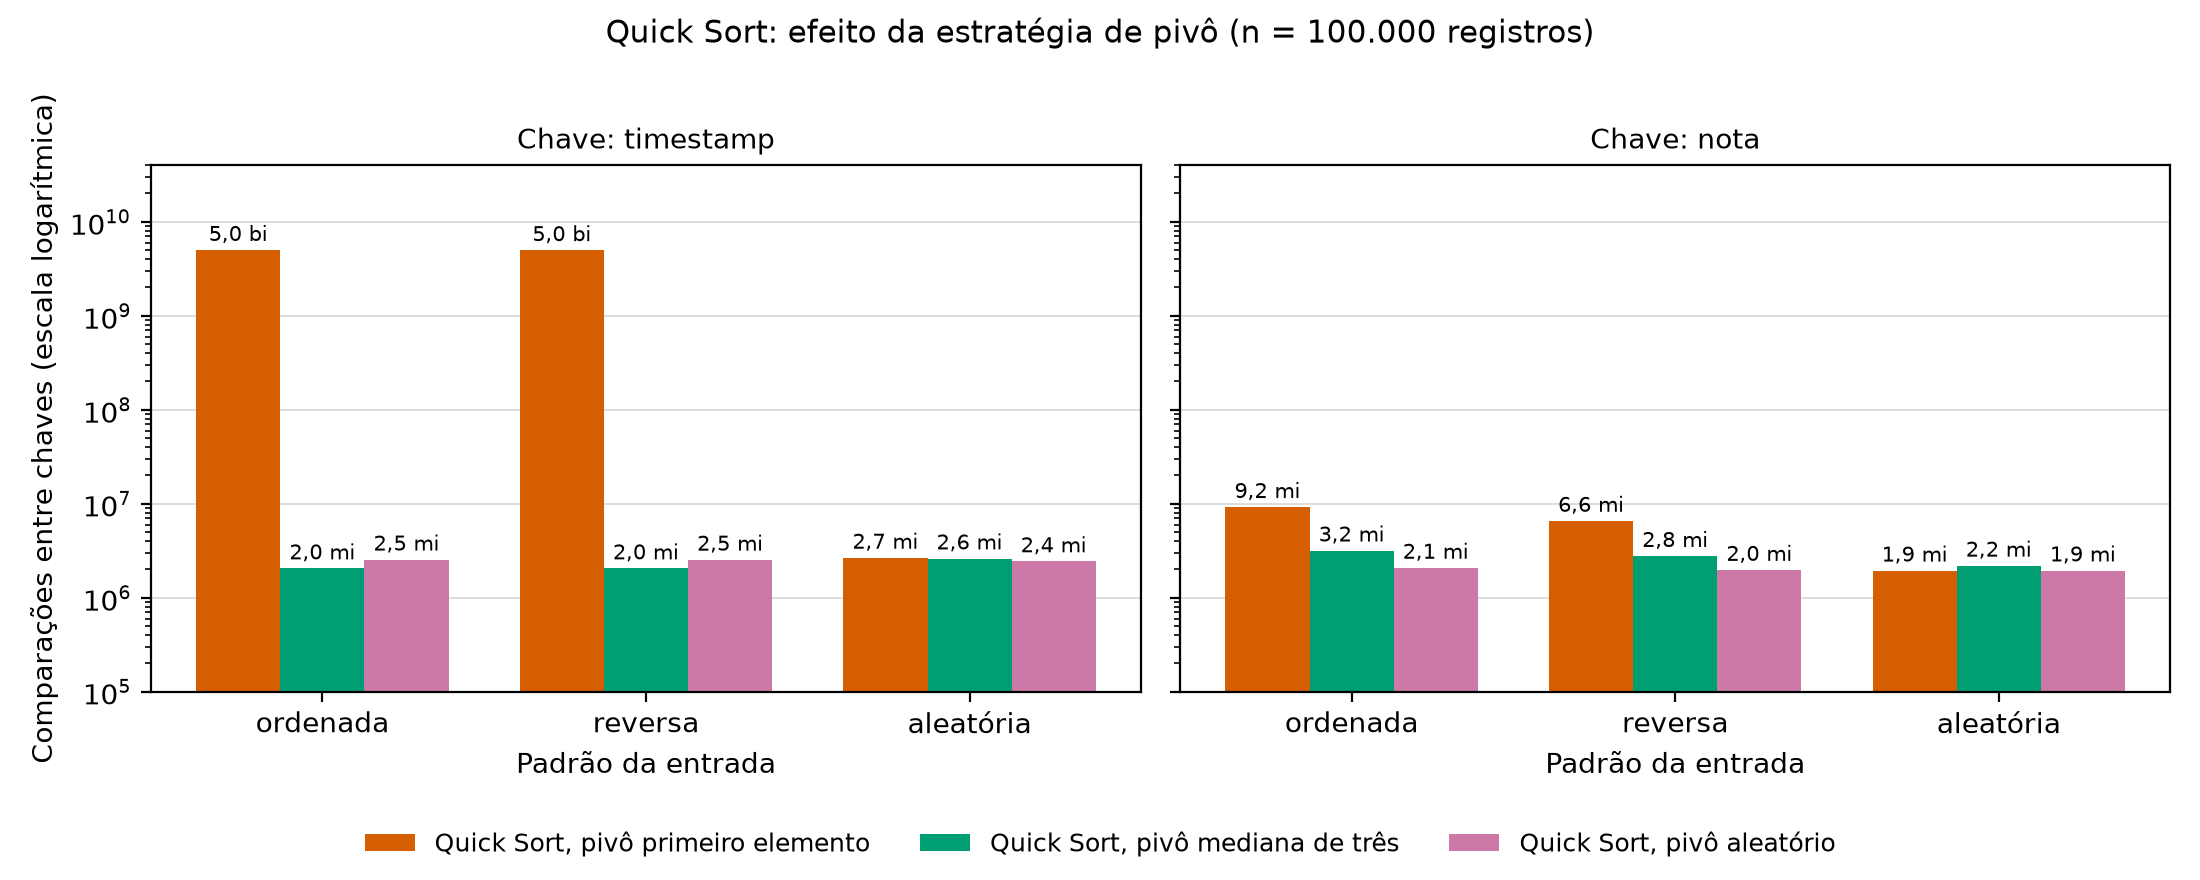 Quick Sort: efeito da estratégia de pivô (n = 100.000 registros)
Comparações entre chaves (escala logarítmica)
Chave: timestamp
10^10
10^9
10^8
10^7
10^6
10^5
5,0 bi
2,0 mi
2,5 mi
5,0 bi
2,0 mi
2,5 mi
2,7 mi
2,6 mi
2,4 mi
ordenada
reversa
aleatória
Padrão da entrada
Chave: nota
9,2 mi
3,2 mi
2,1 mi
6,6 mi
2,8 mi
2,0 mi
1,9 mi
2,2 mi
1,9 mi
ordenada
reversa
aleatória
Padrão da entrada
Quick Sort, pivô primeiro elemento
Quick Sort, pivô mediana de três
Quick Sort, pivô aleatório